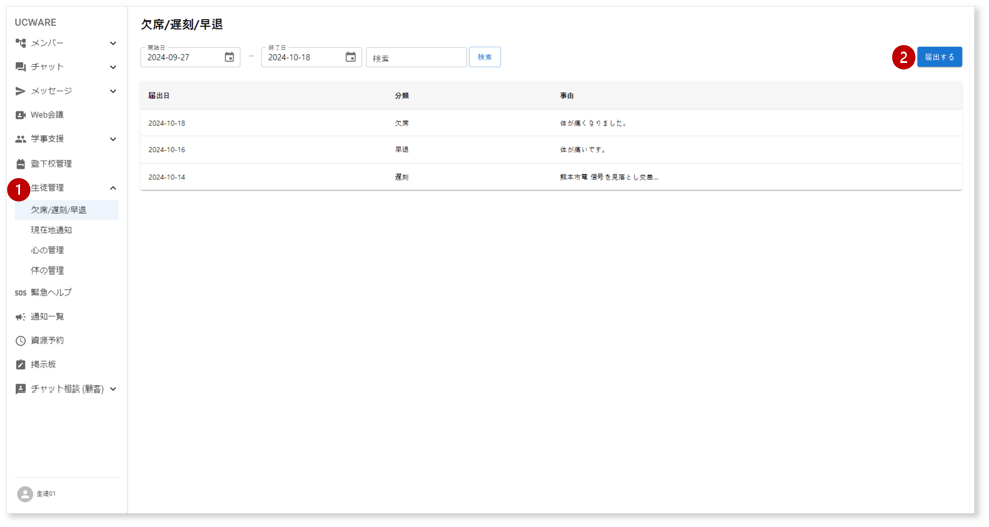 UCWARE
メンバー
チャット
メッセージ
Web会議
学事支援
登下校管理
1
生徒管理
欠席/遅刻/早退
現在地通知
心の管理
体の管理
SOS 緊急ヘルプ
通知一覧
資源予約
掲示板
チャット相談 (顧客)
生徒01
欠席/遅刻/早退
開始日
2024-09-27
~
終了日
2024-10-18
検索
検索
2
届出する
届出日 分類 事由
2024-10-18 欠席 体が痛くなりました。
2024-10-16 早退 体が痛いです。
2024-10-14 遅刻 熊本市電 信号を見落とし交差...